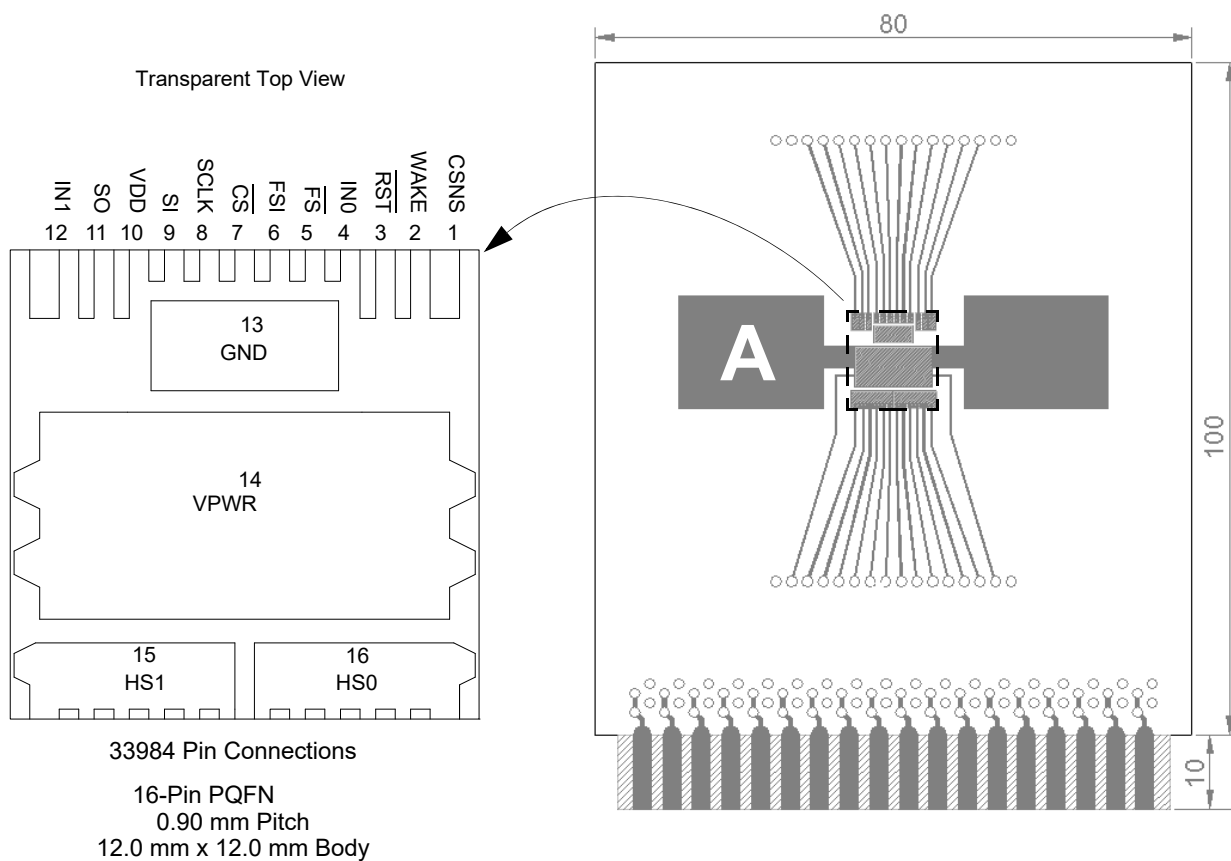 Transparent Top View
IN1
SO
VDD
SI
SCLK
CS
FSI
FS
IN0
RST
WAKE
CSNS
12 11 10 9 8 7 6 5 4 3 2 1
13
GND
14
VPWR
15
HS1
16
HS0
33984 Pin Connections
16-Pin PQFN
0.90 mm Pitch
12.0 mm x 12.0 mm Body
80
A
100
10